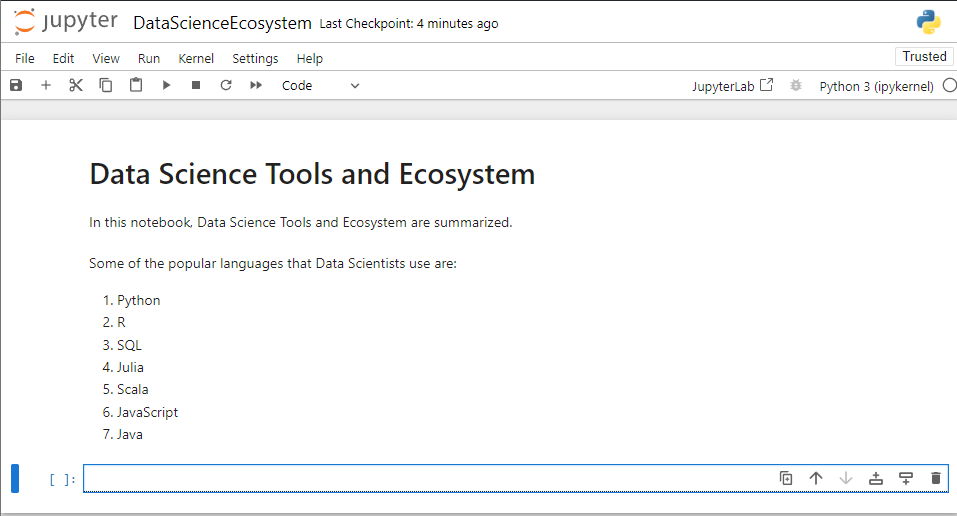 jupyter DataScienceEcosystem Last Checkpoint: 4 minutes ago
File Edit View Run Kernel Settings Help Trusted
Code JupyterLab Python 3 (ipykernel)
Data Science Tools and Ecosystem
In this notebook, Data Science Tools and Ecosystem are summarized.
Some of the popular languages that Data Scientists use are:
1. Python
2. R
3. SQL
4. Julia
5. Scala
6. JavaScript
7. Java
[ ]: